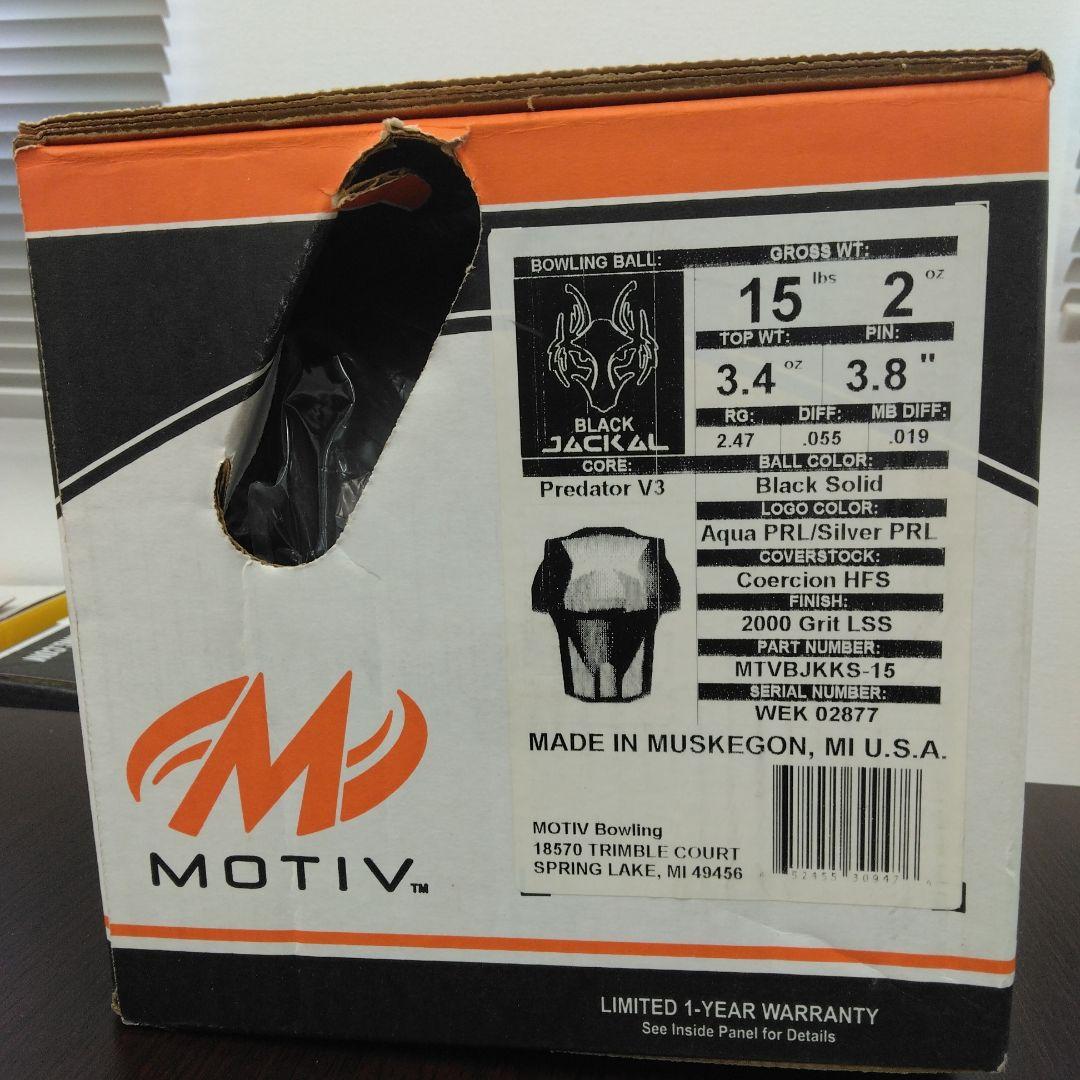 BOWLING BALL:
GROSS WT:
15 lbs 2 oz
BLACK
JACKAL
TOP WT: PIN:
3.4 oz 3.8 "
RG: DIFF: MB DIFF:
2.47 .055 .019
CORE:
Predator V3
BALL COLOR:
Black Solid
LOGO COLOR:
Aqua PRL/Silver PRL
COVERSTOCK:
Coercion HFS
FINISH:
2000 Grit LSS
PART NUMBER:
MTVBJKKS-15
SERIAL NUMBER:
WEK 02877
MADE IN MUSKEGON, MI U.S.A.
MOTIV Bowling
18570 TRIMBLE COURT
SPRING LAKE, MI 49456
52455 30947
MOTIV™
LIMITED 1-YEAR WARRANTY
See Inside Panel for Details